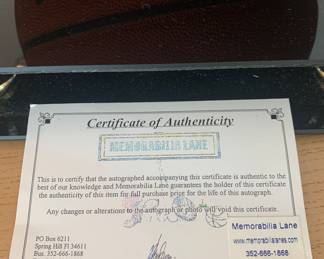 Certificate of Authenticity
MEMORABILIA LANE
This is to certify that the autographed accompanying this certificate is authentic to the
best of our knowledge and Memorabilia Lane guarantees the holder of this certificate
the authenticity of this item for full purchase price for the life of this autograph.
Any changes or alterations to the autograph or photo will void this certificate.
PO Box 6211
Spring Hill Fl 34611
Bus. 352-666-1868
Memorabilia Lane
www.memorabilialanes.com
352-666-1868